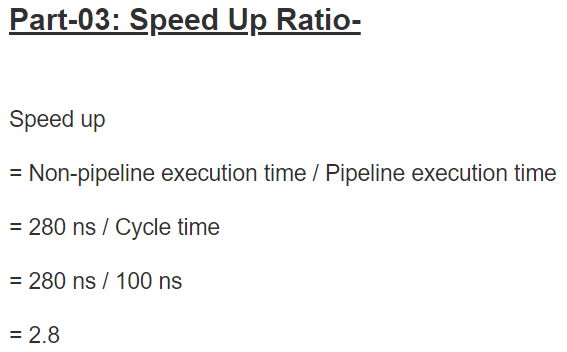 Part-03: Speed Up Ratio-
Speed up
= Non-pipeline execution time / Pipeline execution time
= 280 ns / Cycle time
= 280 ns / 100 ns
= 2.8